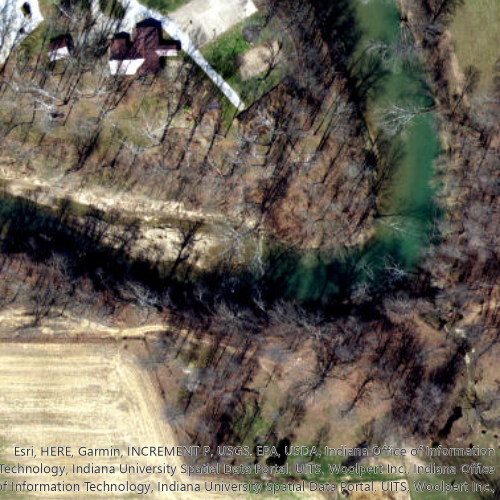 Esri, HERE, Garmin, INCREMENT P, USGS, EPA, USDA, Indiana Office of Information
Technology, Indiana University Spatial Data Portal, UITS, Woolpert Inc., Indiana Office
of Information Technology, Indiana University Spatial Data Portal, UITS, Woolpert Inc.,